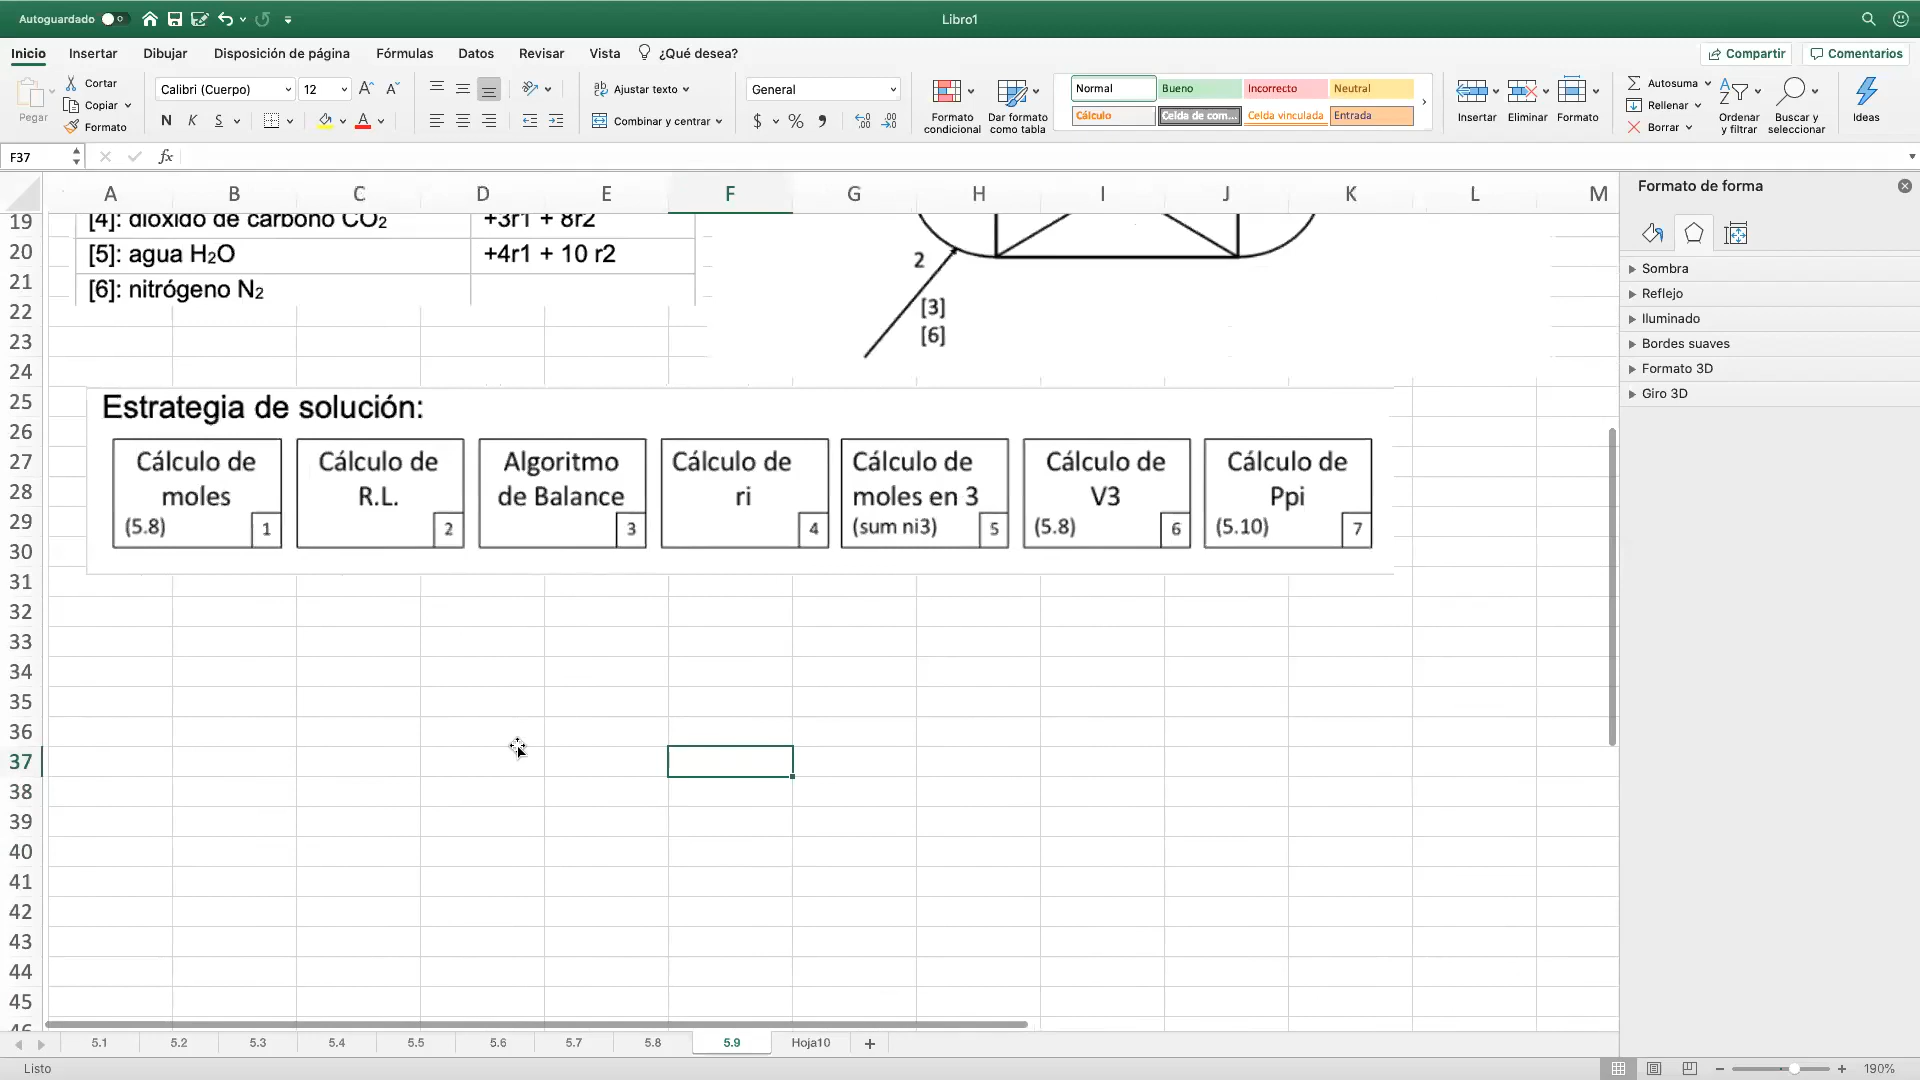 Autoguardado
Libro1
Inicio Insertar Dibujar Disposición de página Fórmulas Datos Revisar Vista ¿Qué desea? Compartir Comentarios
Pegar
Cortar
Copiar
Formato
Calibri (Cuerpo) 12
N K S
Ajustar texto
Combinar y centrar
General
$ %
Formato condicional
Dar formato como tabla
Normal Bueno Incorrecto Neutral
Cálculo Celda de com... Celda vinculada Entrada
Insertar Eliminar Formato
Autosuma
Rellenar
Borrar
Ordenar y filtrar
Buscar y seleccionar
Ideas
F37 fx
Formato de forma
A B C D E F G H I J K L M
Sombra
Reflejo
Iluminado
Bordes suaves
Formato 3D
Giro 3D
19
20
21
22
23
24
25
26
27
28
29
30
31
32
33
34
35
36
37
38
39
40
41
42
43
44
45
46
[4]: dióxido de carbono CO₂ +3r1 + 8r2
[5]: agua H₂O +4r1 + 10 r2
[6]: nitrógeno N₂
2
[3]
[6]
Estrategia de solución:
Cálculo de
moles
(5.8) 1
Cálculo de
R.L.
2
Algoritmo
de Balance
3
Cálculo de
ri
4
Cálculo de
moles en 3
(sum ni3) 5
Cálculo de
V3
(5.8) 6
Cálculo de
Ppi
(5.10) 7
5.1 5.2 5.3 5.4 5.5 5.6 5.7 5.8 5.9 Hoja10 +
Listo
190%